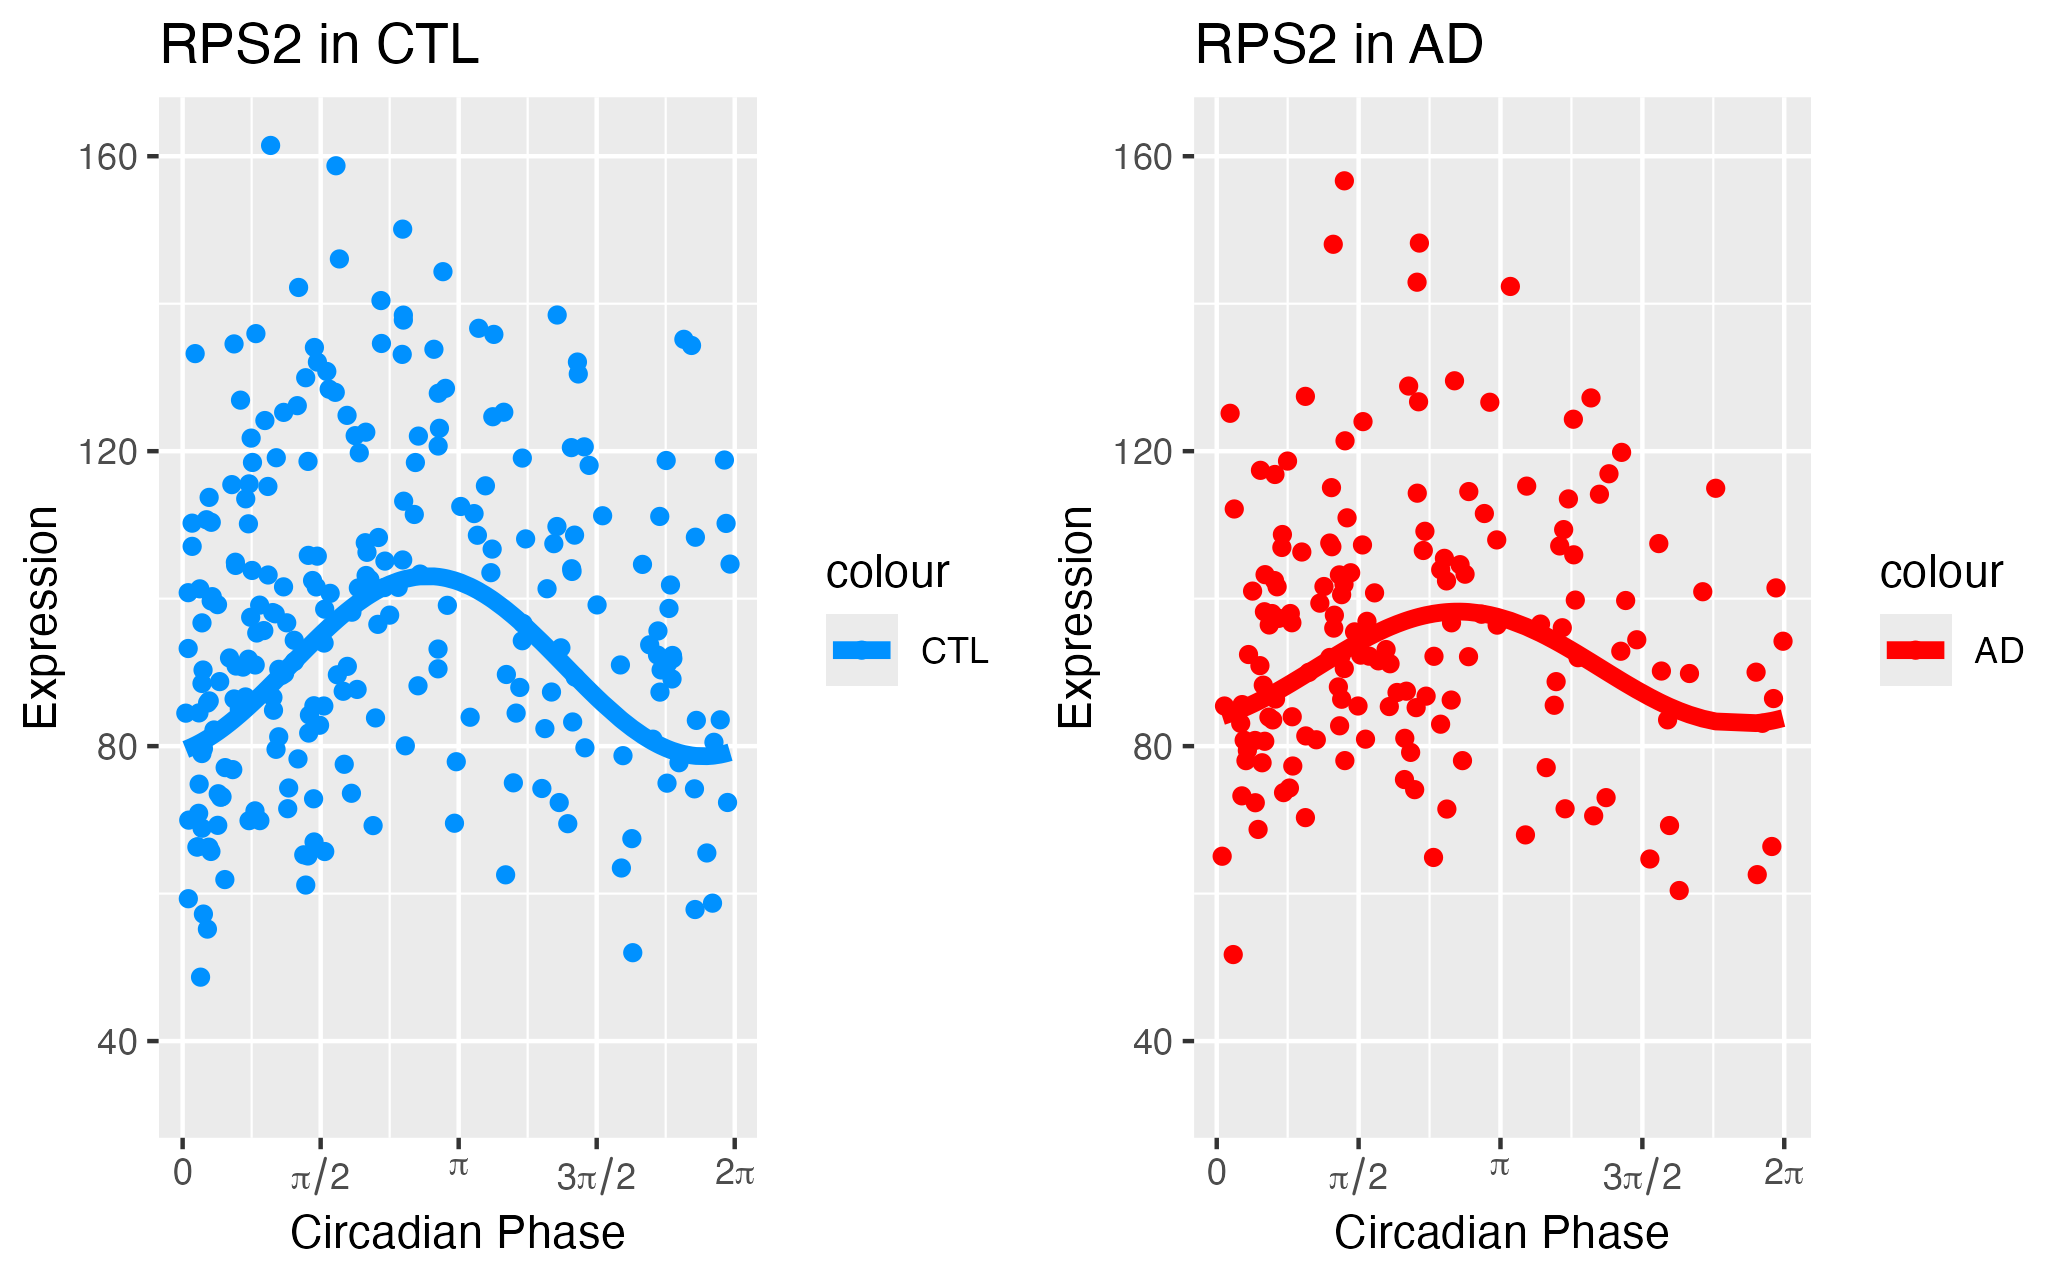 RPS2 in CTL
160
120
80
40
Expression
0 π/2 π 3π/2 2π
Circadian Phase
colour
CTL
RPS2 in AD
160
120
80
40
Expression
0 π/2 π 3π/2 2π
Circadian Phase
colour
AD